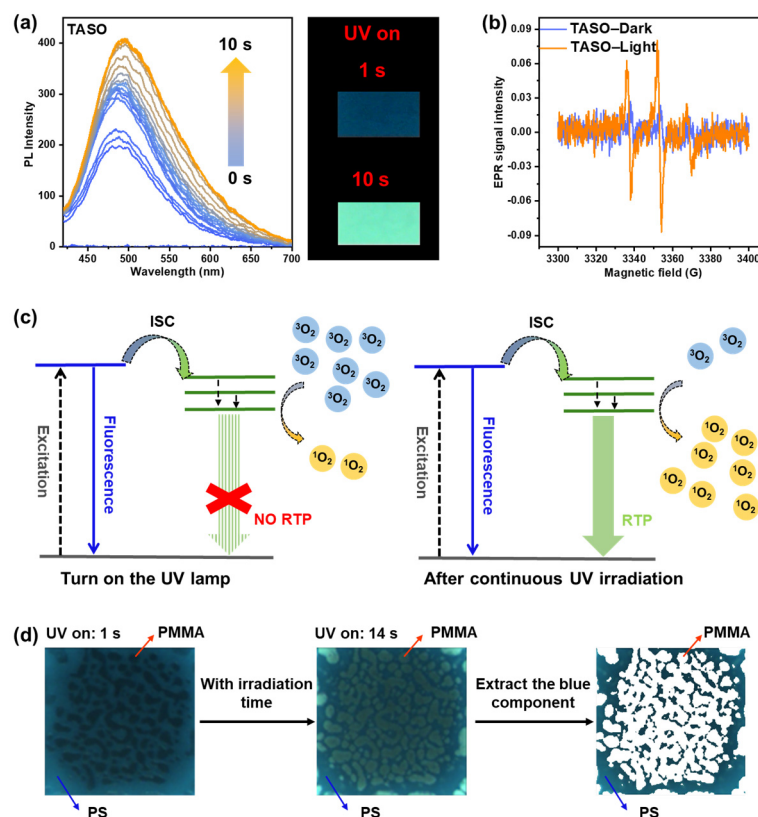 (a)
TASO
10 s
0 s
400
300
200
100
0
PL Intensity
450 500 550 600 650 700
Wavelength (nm)
UV on
1 s
10 s
(b)
TASO–Dark
TASO–Light
0.09
0.06
0.03
0.00
-0.03
-0.06
-0.09
EPR signal intensity
3300 3320 3340 3360 3380 3400
Magnetic field (G)
(c)
ISC
³O₂ ³O₂ ³O₂
³O₂ ³O₂
³O₂ ³O₂
¹O₂ ¹O₂
Excitation
Fluorescence
NO RTP
Turn on the UV lamp
ISC
³O₂
³O₂
¹O₂ ¹O₂
¹O₂ ¹O₂
¹O₂ ¹O₂ ¹O₂
Excitation
Fluorescence
RTP
After continuous UV irradiation
(d)
UV on: 1 s
PMMA
PS
With irradiation
time
UV on: 14 s
PMMA
PS
Extract the blue
component
PMMA
PS